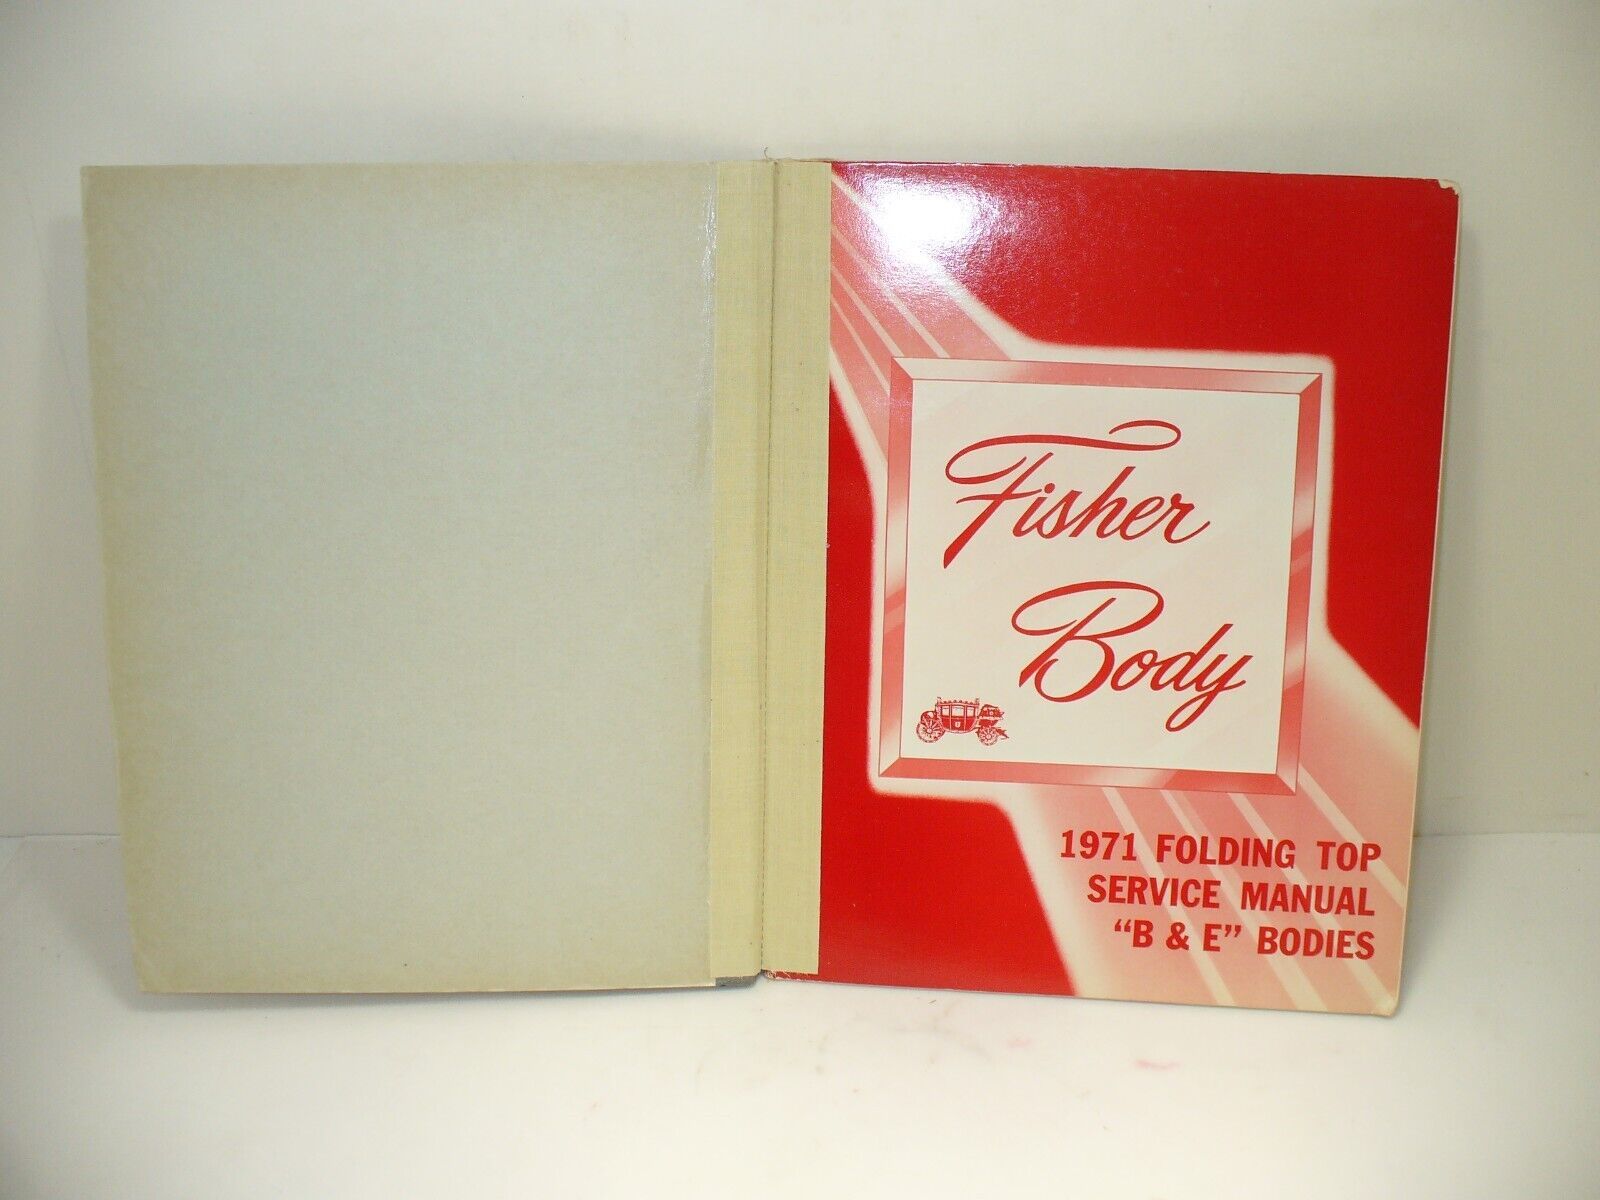 Fisher
Body
1971 FOLDING TOP
SERVICE MANUAL
“B & E” BODIES